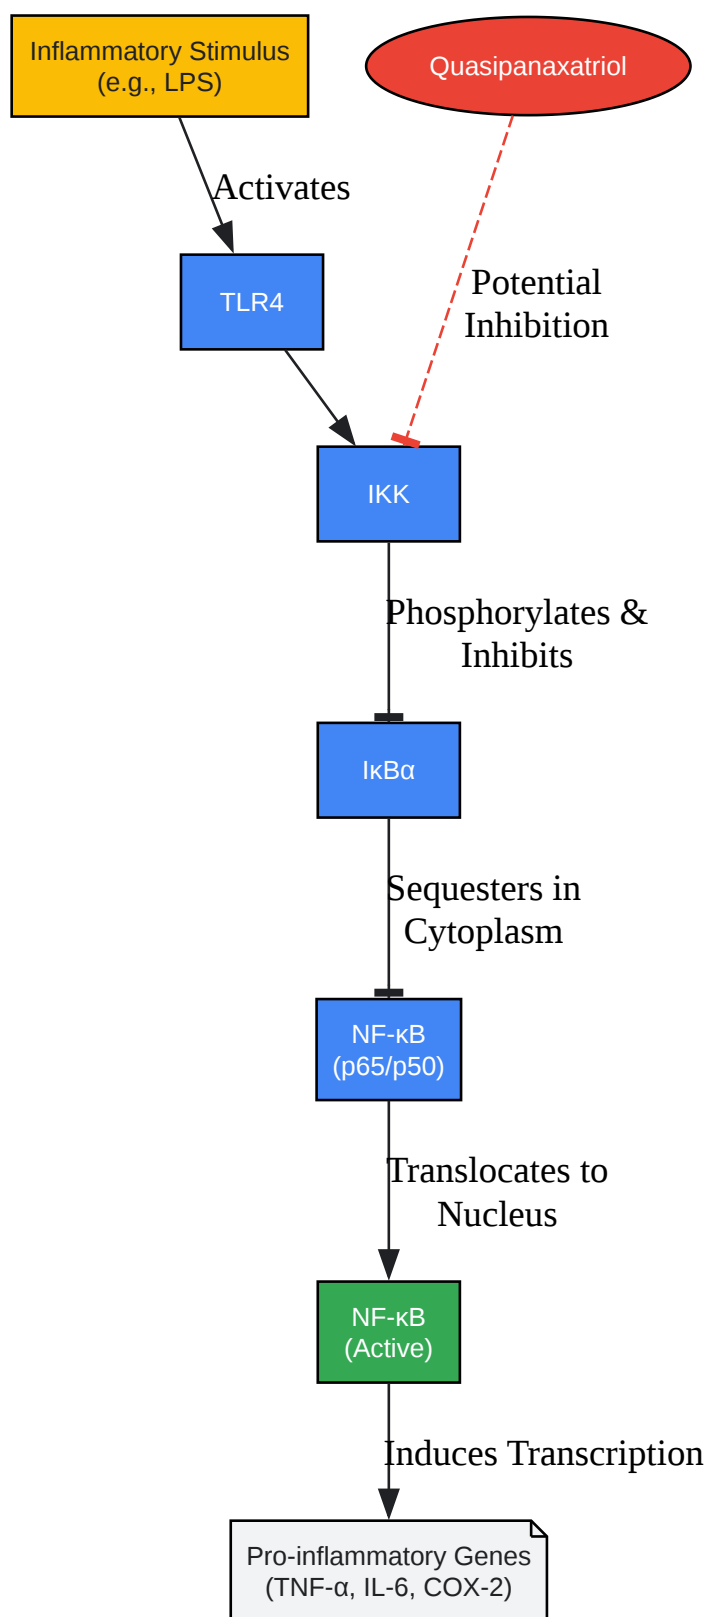 Inflammatory Stimulus
(e.g., LPS)
Quasipanaxatriol
Activates
Potential
Inhibition
TLR4
IKK
Phosphorylates &
Inhibits
IκBα
Sequesters in
Cytoplasm
NF-κB
(p65/p50)
Translocates to
Nucleus
NF-κB
(Active)
Induces Transcription
Pro-inflammatory Genes
(TNF-α, IL-6, COX-2)